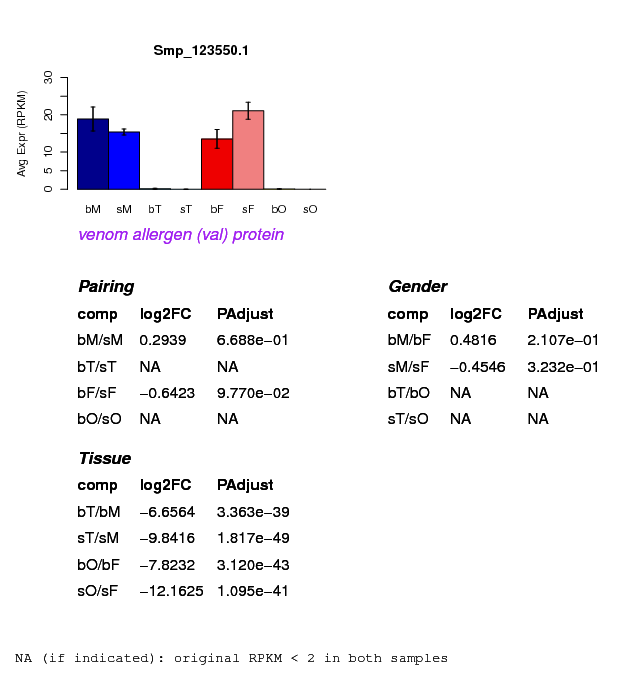 Smp_123550.1
Avg Expr (RPKM)
30
20
10
5
0
bM sM bT sT bF sF bO sO
venom allergen (val) protein
Pairing
comp log2FC PAdjust
bM/sM 0.2939 6.688e−01
bT/sT NA NA
bF/sF −0.6423 9.770e−02
bO/sO NA NA
Gender
comp log2FC PAdjust
bM/bF 0.4816 2.107e−01
sM/sF −0.4546 3.232e−01
bT/bO NA NA
sT/sO NA NA
Tissue
comp log2FC PAdjust
bT/bM −6.6564 3.363e−39
sT/sM −9.8416 1.817e−49
bO/bF −7.8232 3.120e−43
sO/sF −12.1625 1.095e−41
NA (if indicated): original RPKM < 2 in both samples